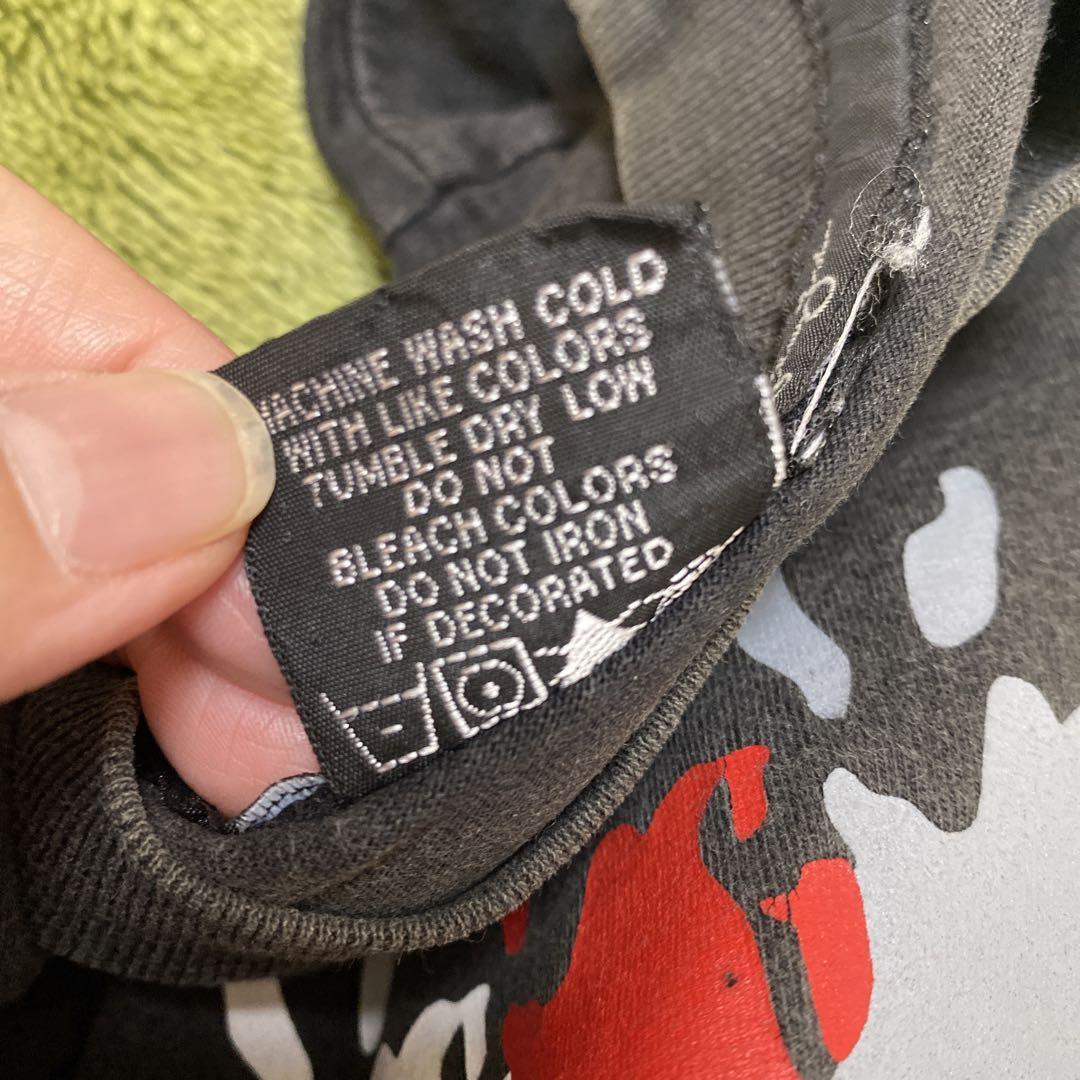 MACHINE WASH COLD
WITH LIKE COLORS
TUMBLE DRY LOW
DO NOT
BLEACH COLORS
DO NOT IRON
IF DECORATED